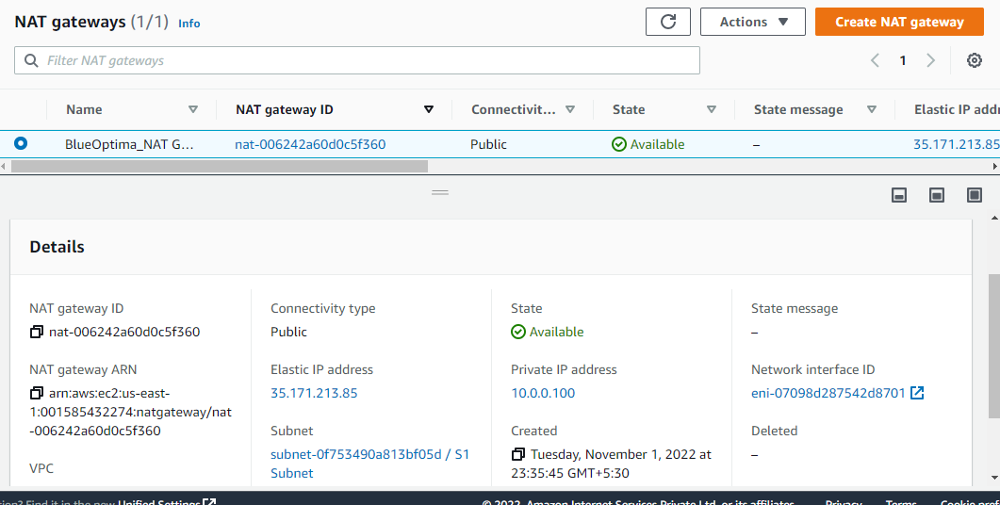 NAT gateways (1/1) Info
Actions
Create NAT gateway
Filter NAT gateways
1
Name
NAT gateway ID
Connectivit...
State
State message
Elastic IP addr
BlueOptima_NAT G...
nat-006242a60d0c5f360
Public
Available
–
35.171.213.85
Details
NAT gateway ID
nat-006242a60d0c5f360
Connectivity type
Public
State
Available
State message
–
NAT gateway ARN
arn:aws:ec2:us-east-
1:001585432274:natgateway/nat
-006242a60d0c5f360
Elastic IP address
35.171.213.85
Private IP address
10.0.0.100
Network interface ID
eni-07098d287542d8701
VPC
Subnet
subnet-0f753490a813bf05d / S1
Subnet
Created
Tuesday, November 1, 2022 at
23:35:45 GMT+5:30
Deleted
–
tion? Find it in the new Unified Settings
© 2022, Amazon Internet Services Private Ltd. or its affiliates.
Privacy
Terms
Cookie pref